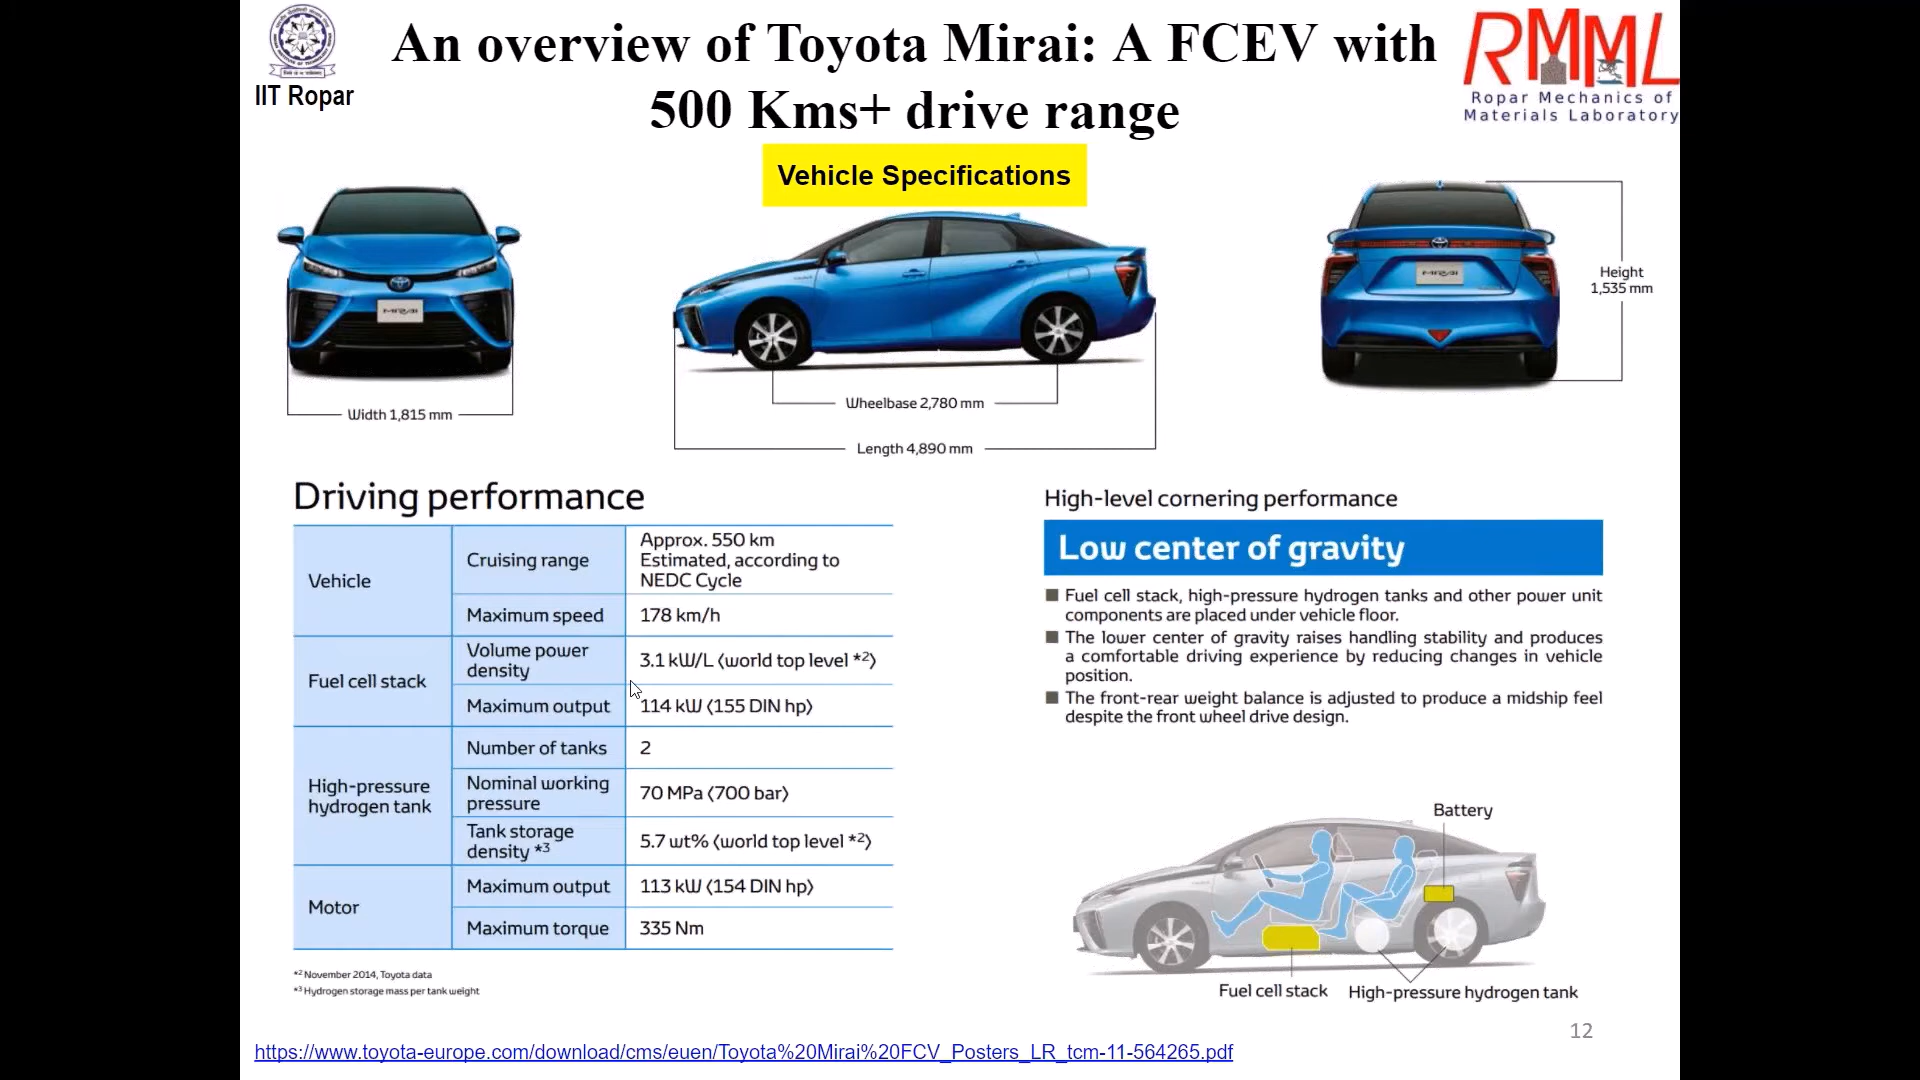 IIT Ropar
An overview of Toyota Mirai: A FCEV with
500 Kms+ drive range
RMML
Ropar Mechanics of
Materials Laboratory
Vehicle Specifications
MIRAI
MIRAI
Height
1,535 mm
Width 1,815 mm
Wheelbase 2,780 mm
Length 4,890 mm
Driving performance
Vehicle
Cruising range
Approx. 550 km
Estimated, according to
NEDC Cycle
Maximum speed
178 km/h
Fuel cell stack
Volume power
density
3.1 kW/L (world top level *2)
Maximum output
114 kW (155 DIN hp)
High-pressure
hydrogen tank
Number of tanks
2
Nominal working
pressure
70 MPa (700 bar)
Tank storage
density *3
5.7 wt% (world top level *2)
Motor
Maximum output
113 kW (154 DIN hp)
Maximum torque
335 Nm
*2 November 2014, Toyota data
*3 Hydrogen storage mass per tank weight
High-level cornering performance
Low center of gravity
■ Fuel cell stack, high-pressure hydrogen tanks and other power unit
components are placed under vehicle floor.
■ The lower center of gravity raises handling stability and produces
a comfortable driving experience by reducing changes in vehicle
position.
■ The front-rear weight balance is adjusted to produce a midship feel
despite the front wheel drive design.
Battery
Fuel cell stack
High-pressure hydrogen tank
12
https://www.toyota-europe.com/download/cms/euen/Toyota%20Mirai%20FCV_Posters_LR_tcm-11-564265.pdf